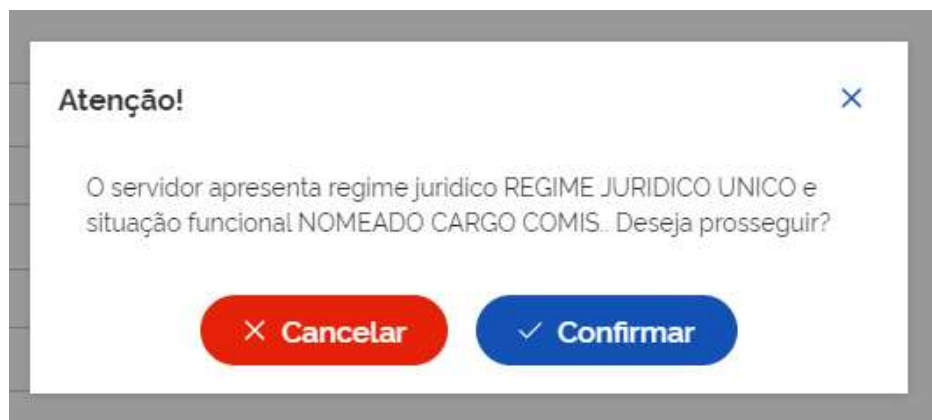 Atenção!
O servidor apresenta regime juridico REGIME JURIDICO UNICO e
situação funcional NOMEADO CARGO COMIS.. Deseja prosseguir?
Cancelar
Confirmar